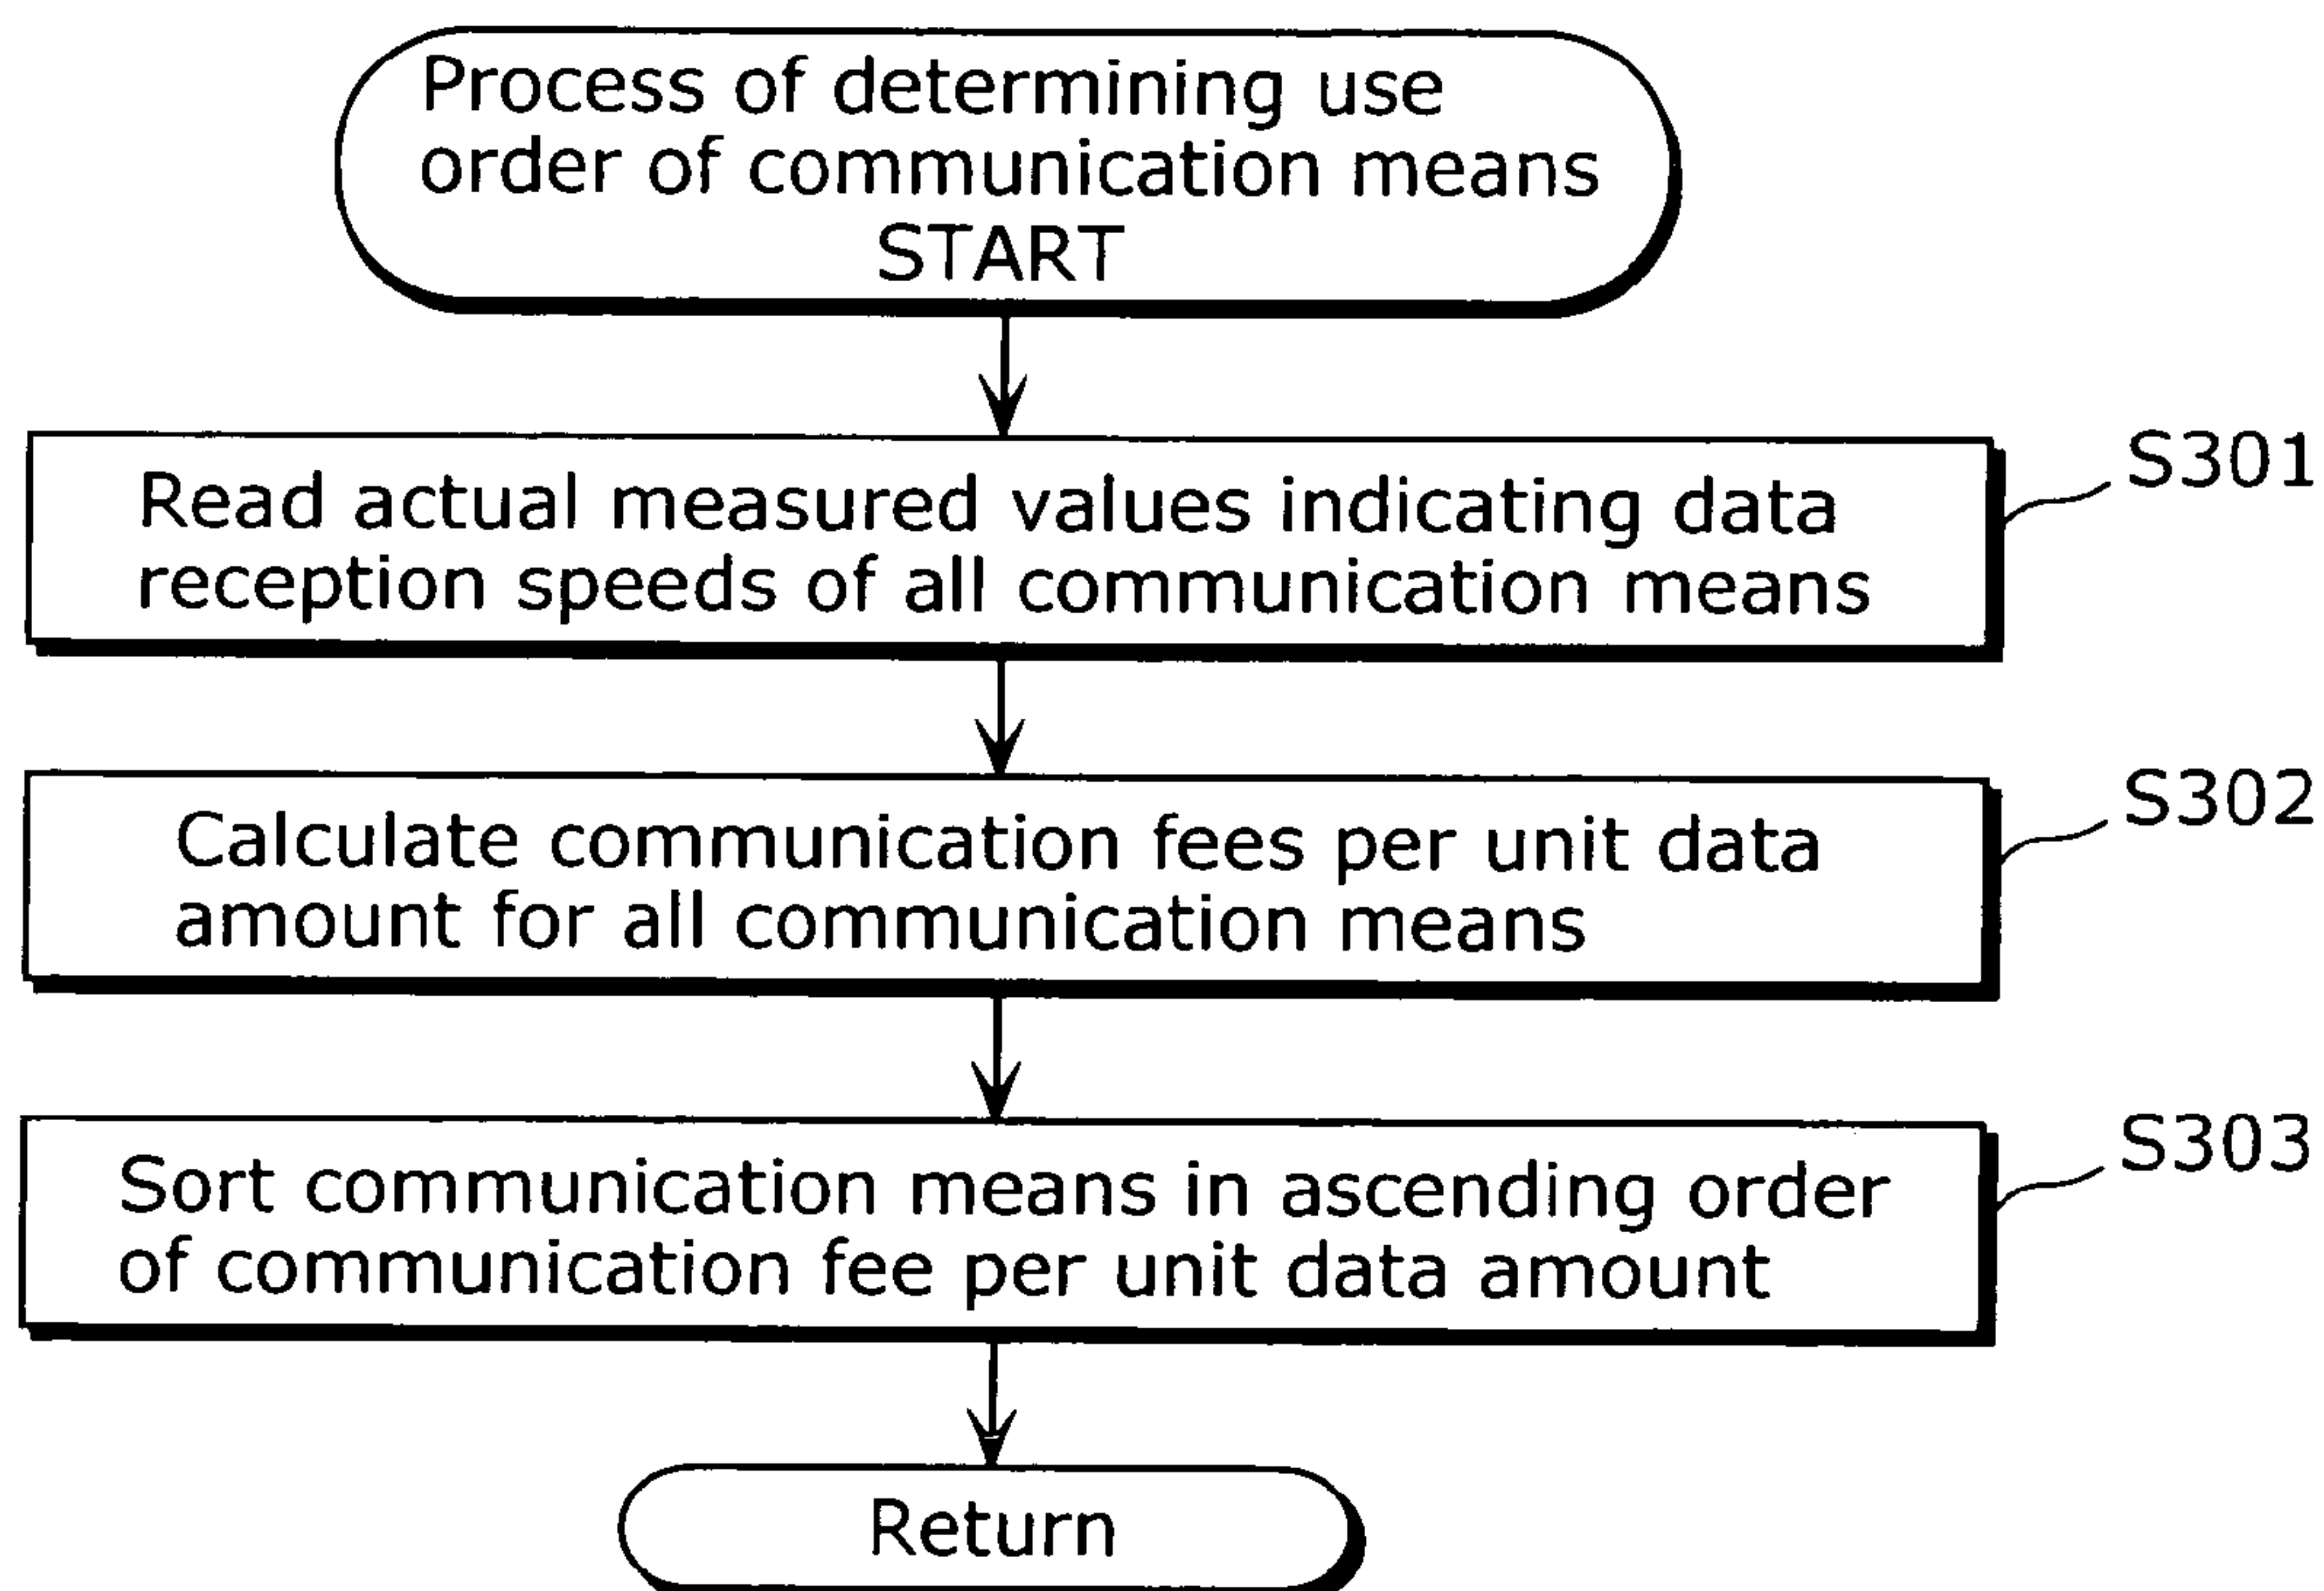 Process of determining use
order of communication means
START
Read actual measured values indicating data
reception speeds of all communication means
S301
Calculate communication fees per unit data
amount for all communication means
S302
Sort communication means in ascending order
of communication fee per unit data amount
S303
Return